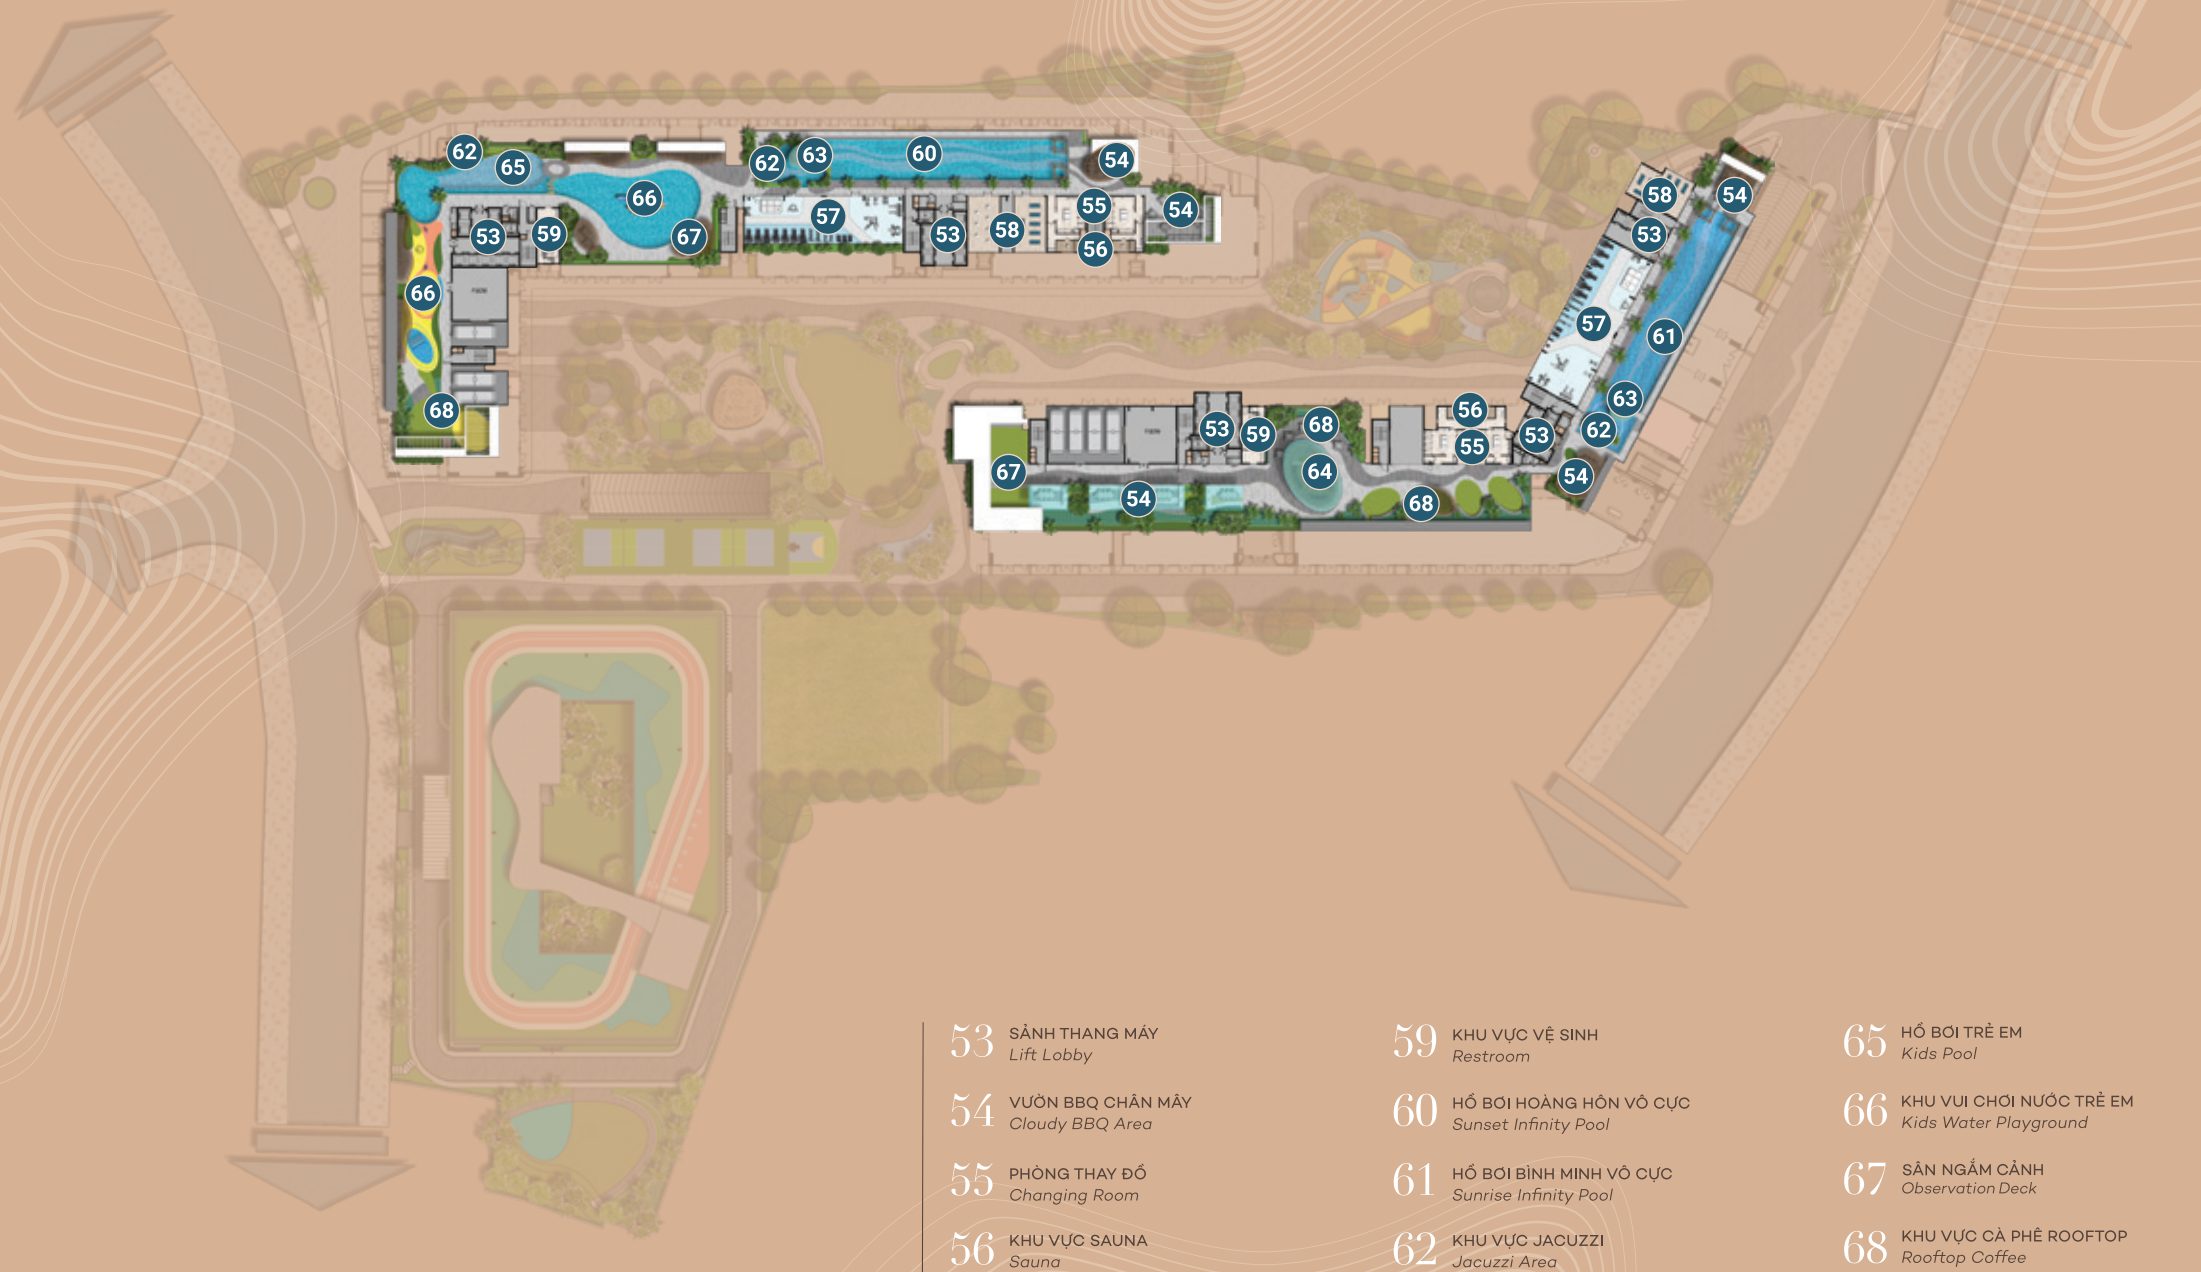 62
65
66
67
53
59
66
68
62
63
60
54
57
53
58
55
56
54
58
54
53
57
61
63
62
53
54
56
55
53
59
68
64
68
67
54
53 SẢNH THANG MÁY
Lift Lobby
54 VƯỜN BBQ CHÂN MÂY
Cloudy BBQ Area
55 PHÒNG THAY ĐỒ
Changing Room
56 KHU VỰC SAUNA
Sauna
59 KHU VỰC VỆ SINH
Restroom
60 HỒ BƠI HOÀNG HÔN VÔ CỰC
Sunset Infinity Pool
61 HỒ BƠI BÌNH MINH VÔ CỰC
Sunrise Infinity Pool
62 KHU VỰC JACUZZI
Jacuzzi Area
65 HỒ BƠI TRẺ EM
Kids Pool
66 KHU VUI CHƠI NƯỚC TRẺ EM
Kids Water Playground
67 SÂN NGẮM CẢNH
Observation Deck
68 KHU VỰC CÀ PHÊ ROOFTOP
Rooftop Coffee